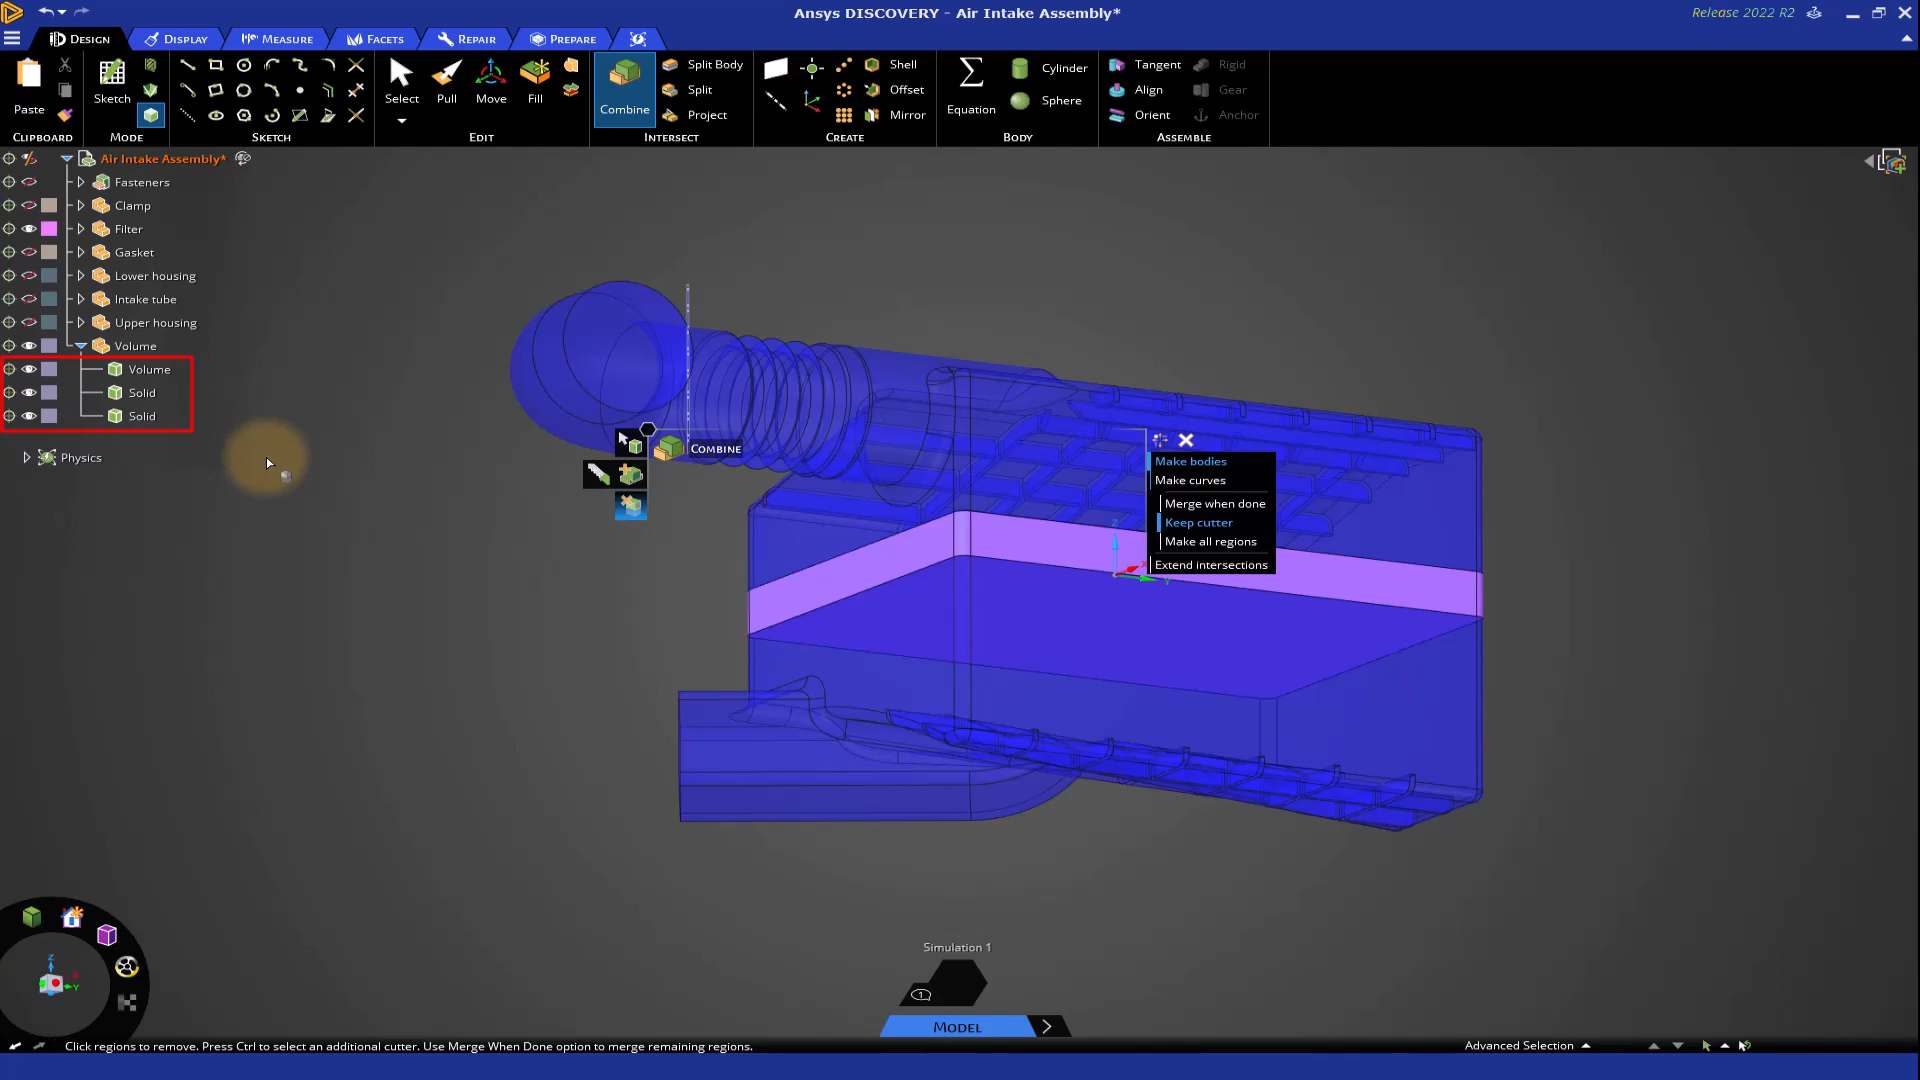 Ansys DISCOVERY - Air Intake Assembly*
Release 2022 R2
DESIGN
DISPLAY
MEASURE
FACETS
REPAIR
PREPARE
Paste
Sketch
Select
Pull
Move
Fill
Combine
Split Body
Split
Project
Shell
Offset
Mirror
Equation
Cylinder
Sphere
Tangent
Align
Orient
Rigid
Gear
Anchor
CLIPBOARD
MODE
SKETCH
EDIT
INTERSECT
CREATE
BODY
ASSEMBLE
Air Intake Assembly*
Fasteners
Clamp
Filter
Gasket
Lower housing
Intake tube
Upper housing
Volume
Volume
Solid
Solid
Physics
COMBINE
Make bodies
Make curves
Merge when done
Keep cutter
Make all regions
Extend intersections
Z
X
Y
Z
X
Y
Simulation 1
1
MODEL
Click regions to remove. Press Ctrl to select an additional cutter. Use Merge When Done option to merge remaining regions.
Advanced Selection